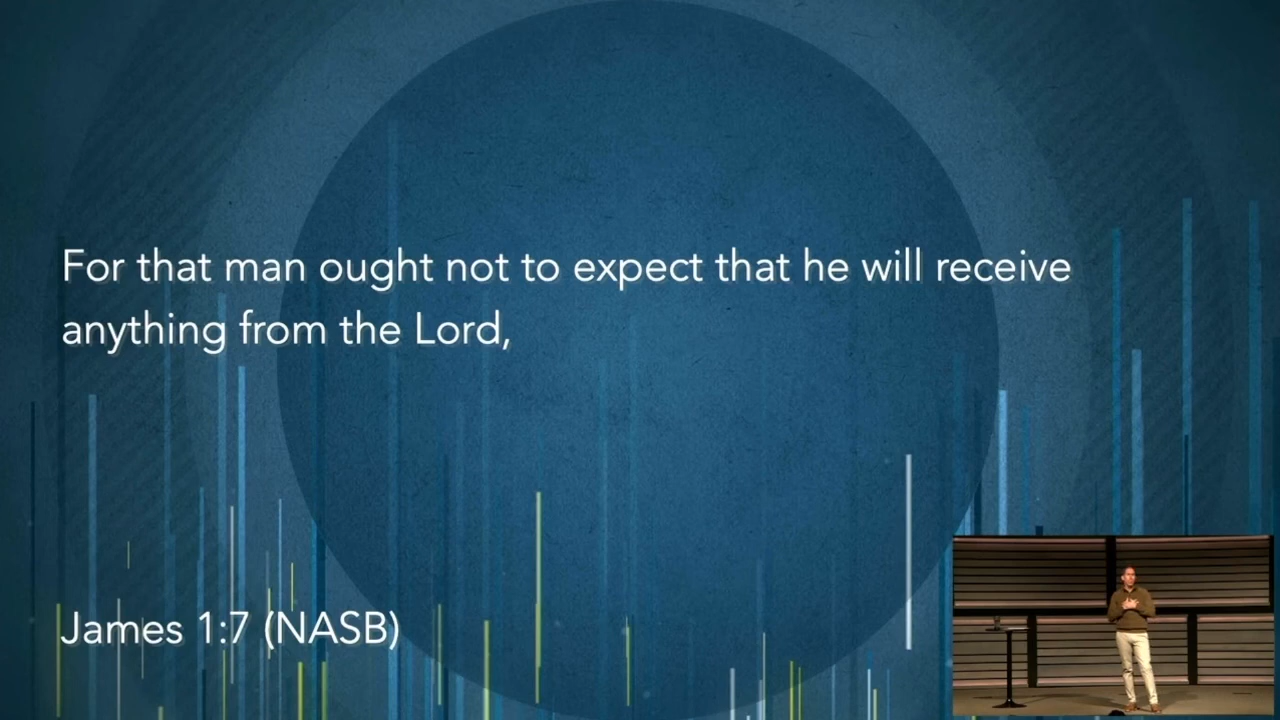 For that man ought not to expect that he will receive
anything from the Lord,
James 1:7 (NASB)